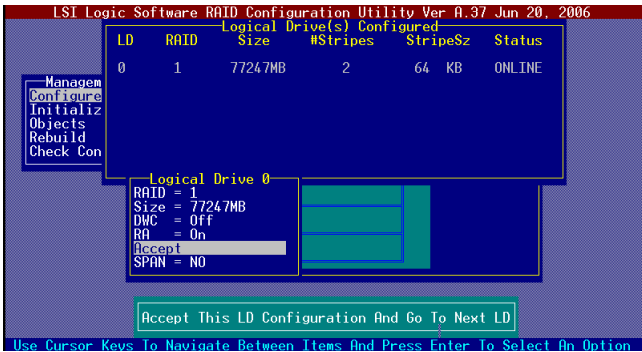 LSI Logic Software RAID Configuration Utility Ver A.37 Jun 20, 2006
Logical Drive(s) Configured
LD RAID Size #Stripes StripeSz Status
0 1 77247MB 2 64 KB ONLINE
Managem
Configure
Initializ
Objects
Rebuild
Check Con
Logical Drive 0
RAID = 1
Size = 77247MB
DWC = Off
RA = On
Accept
SPAN = NO
Accept This LD Configuration And Go To Next LD
Use Cursor Keys To Navigate Between Items And Press Enter To Select An Option